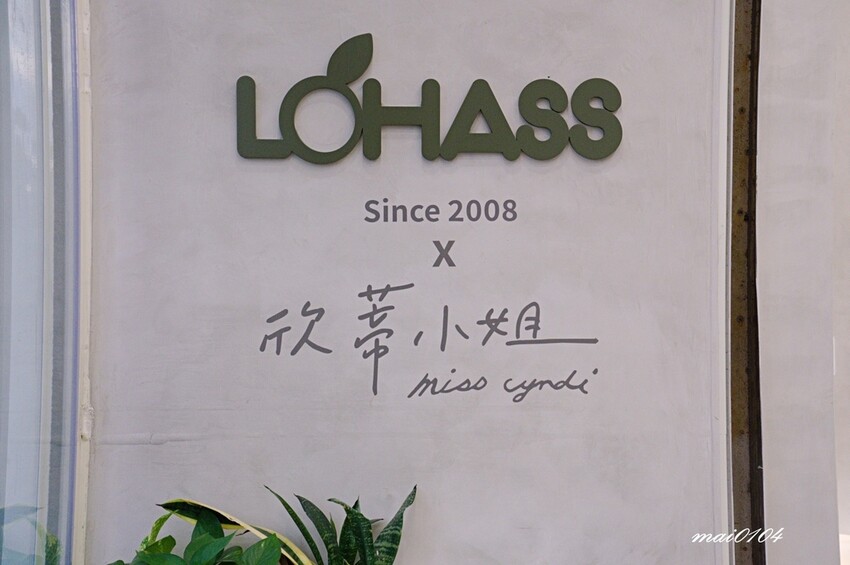 LOHASS
Since 2008
X
欣蒂小姐
miss cyndi
mai0104